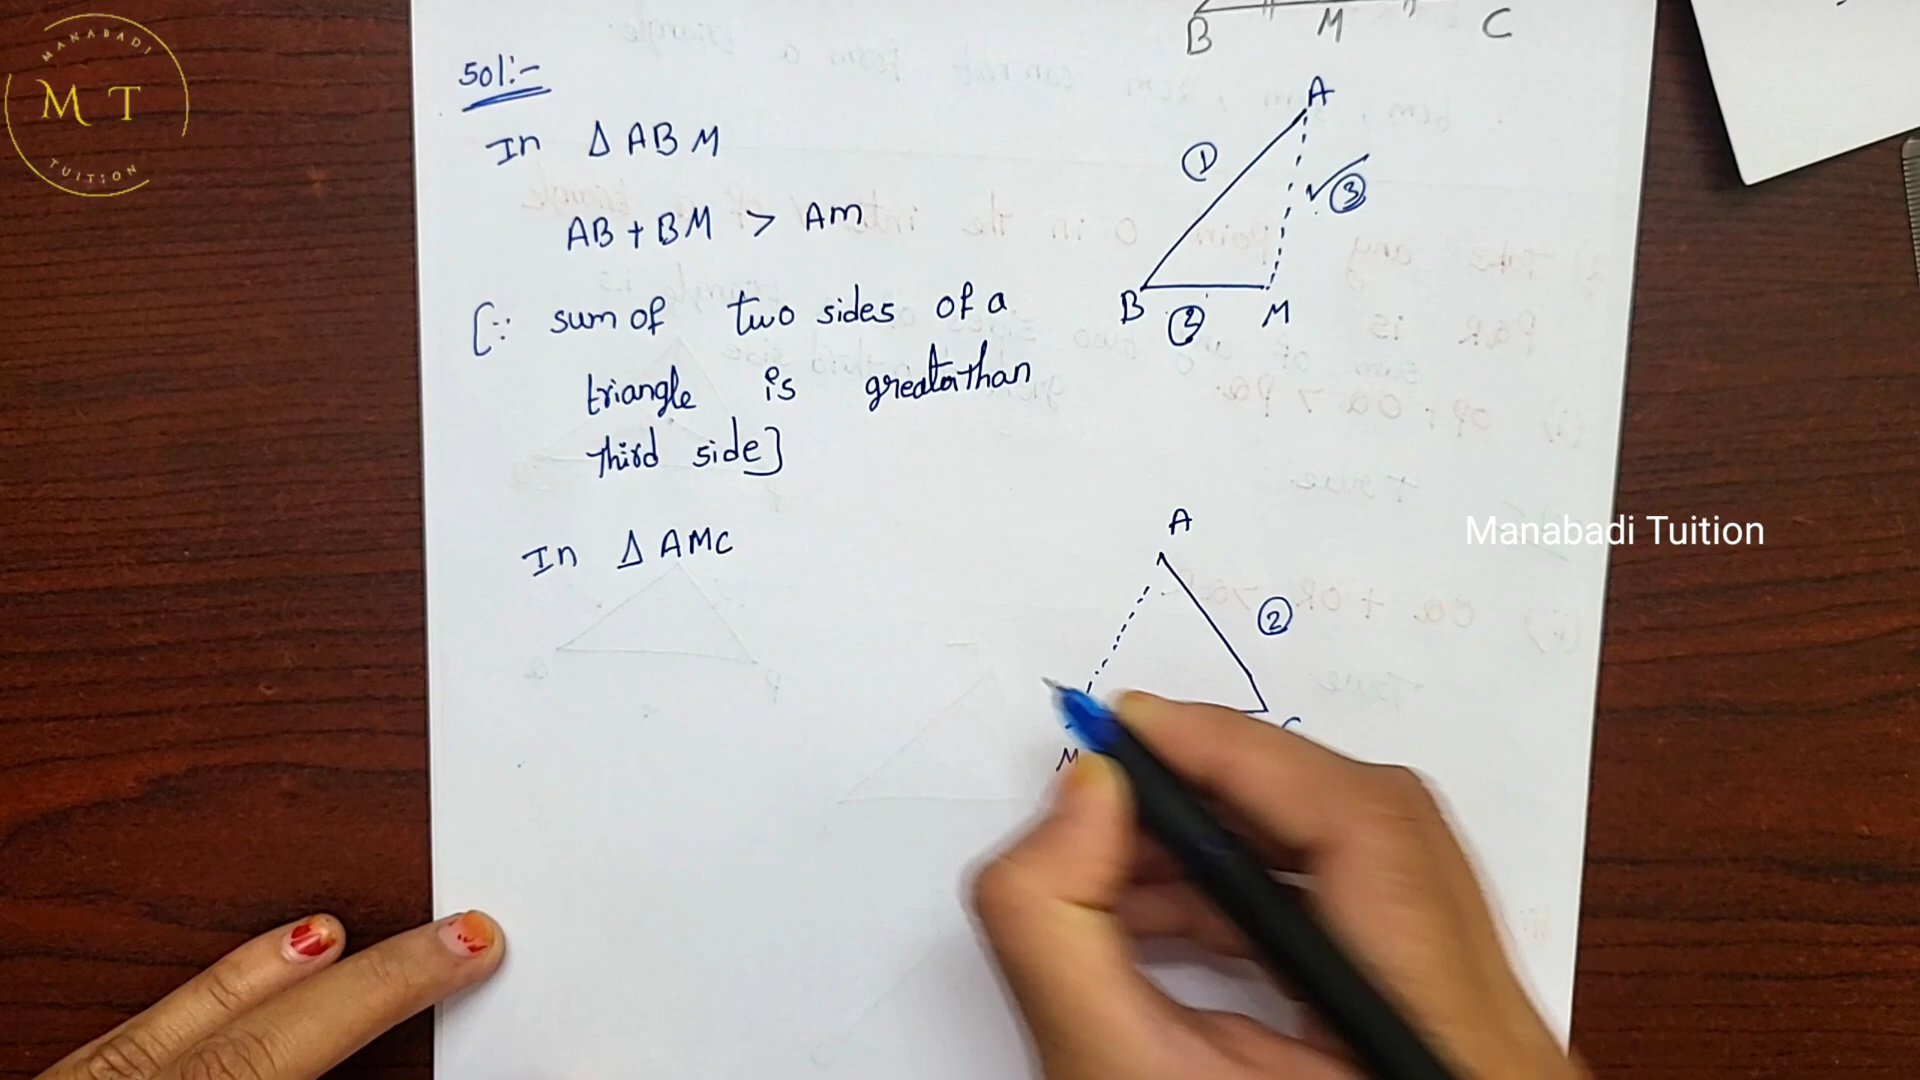 MANABADI
M T
TUITION
B M C
Sol:-
In Δ ABM
AB + BM > AM
[∵ sum of two sides of a
triangle is greater than
third side]
A
①
③
B ② M
In Δ AMC
A
②
M C
Manabadi Tuition